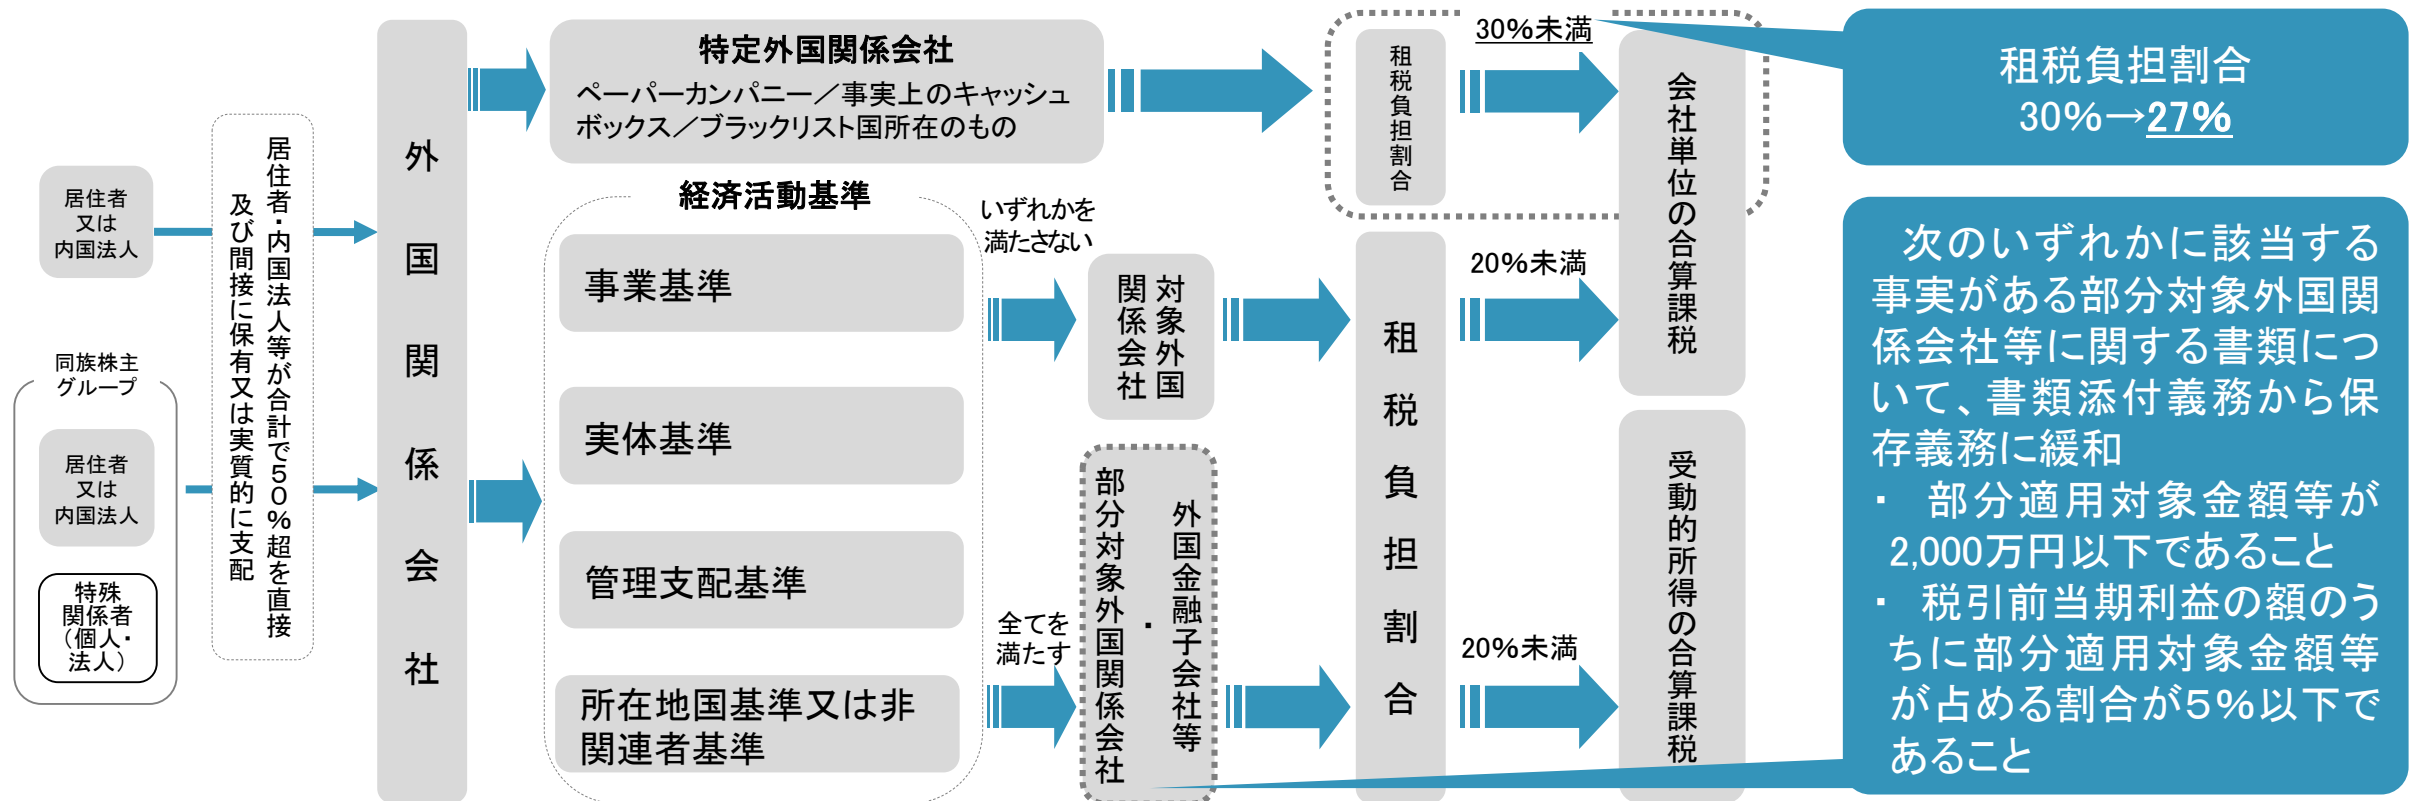 居住者
又は
内国法人
同族株主
グループ
居住者
又は
内国法人
特殊
関係者
（個人・
法人）
居住者・内国法人等が合計で５０％超を直接
及び間接に保有又は実質的に支配
外国関係会社
特定外国関係会社
ペーパーカンパニー／事実上のキャッシュ
ボックス／ブラックリスト国所在のもの
経済活動基準
事業基準
実体基準
管理支配基準
所在地国基準又は非
関連者基準
いずれかを
満たさない
全てを
満たす
対象外国
関係会社
外国金融子会社等
・
部分対象外国関係会社
租税負担割合
租税負担割合
30％未満
20％未満
20％未満
会社単位の合算課税
受動的所得の合算課税
租税負担割合
30％→27％
次のいずれかに該当する
事実がある部分対象外国関
係会社等に関する書類につ
いて、書類添付義務から保
存義務に緩和
・ 部分適用対象金額等が
2,000万円以下であること
・ 税引前当期利益の額のう
ちに部分適用対象金額等
が占める割合が５％以下で
あること